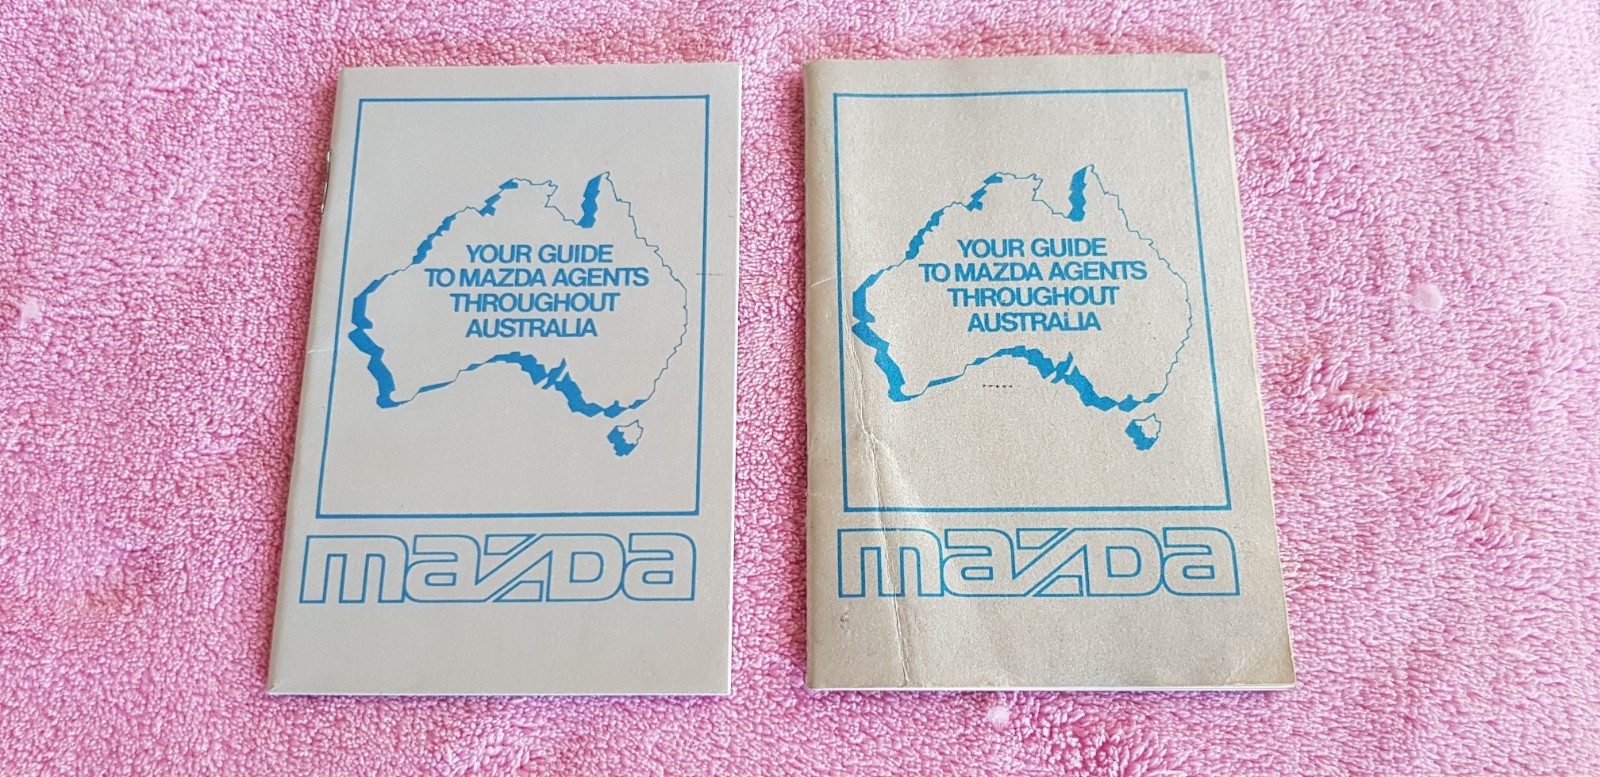 YOUR GUIDE
TO MAZDA AGENTS
THROUGHOUT
AUSTRALIA
mazda
YOUR GUIDE
TO MAZDA AGENTS
THROUGHOUT
AUSTRALIA
mazda